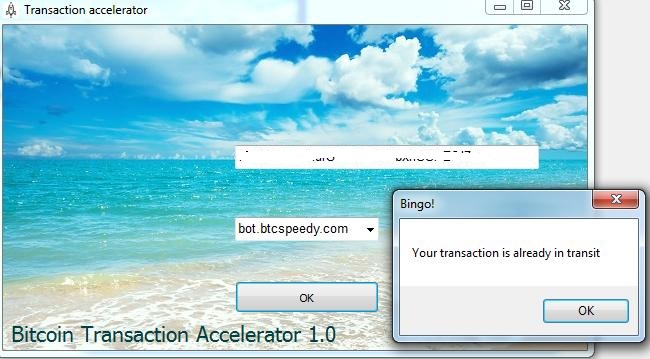 Transaction accelerator
bot.btcspeedy.com
OK
Bitcoin Transaction Accelerator 1.0
Bingo!
Your transaction is already in transit
OK